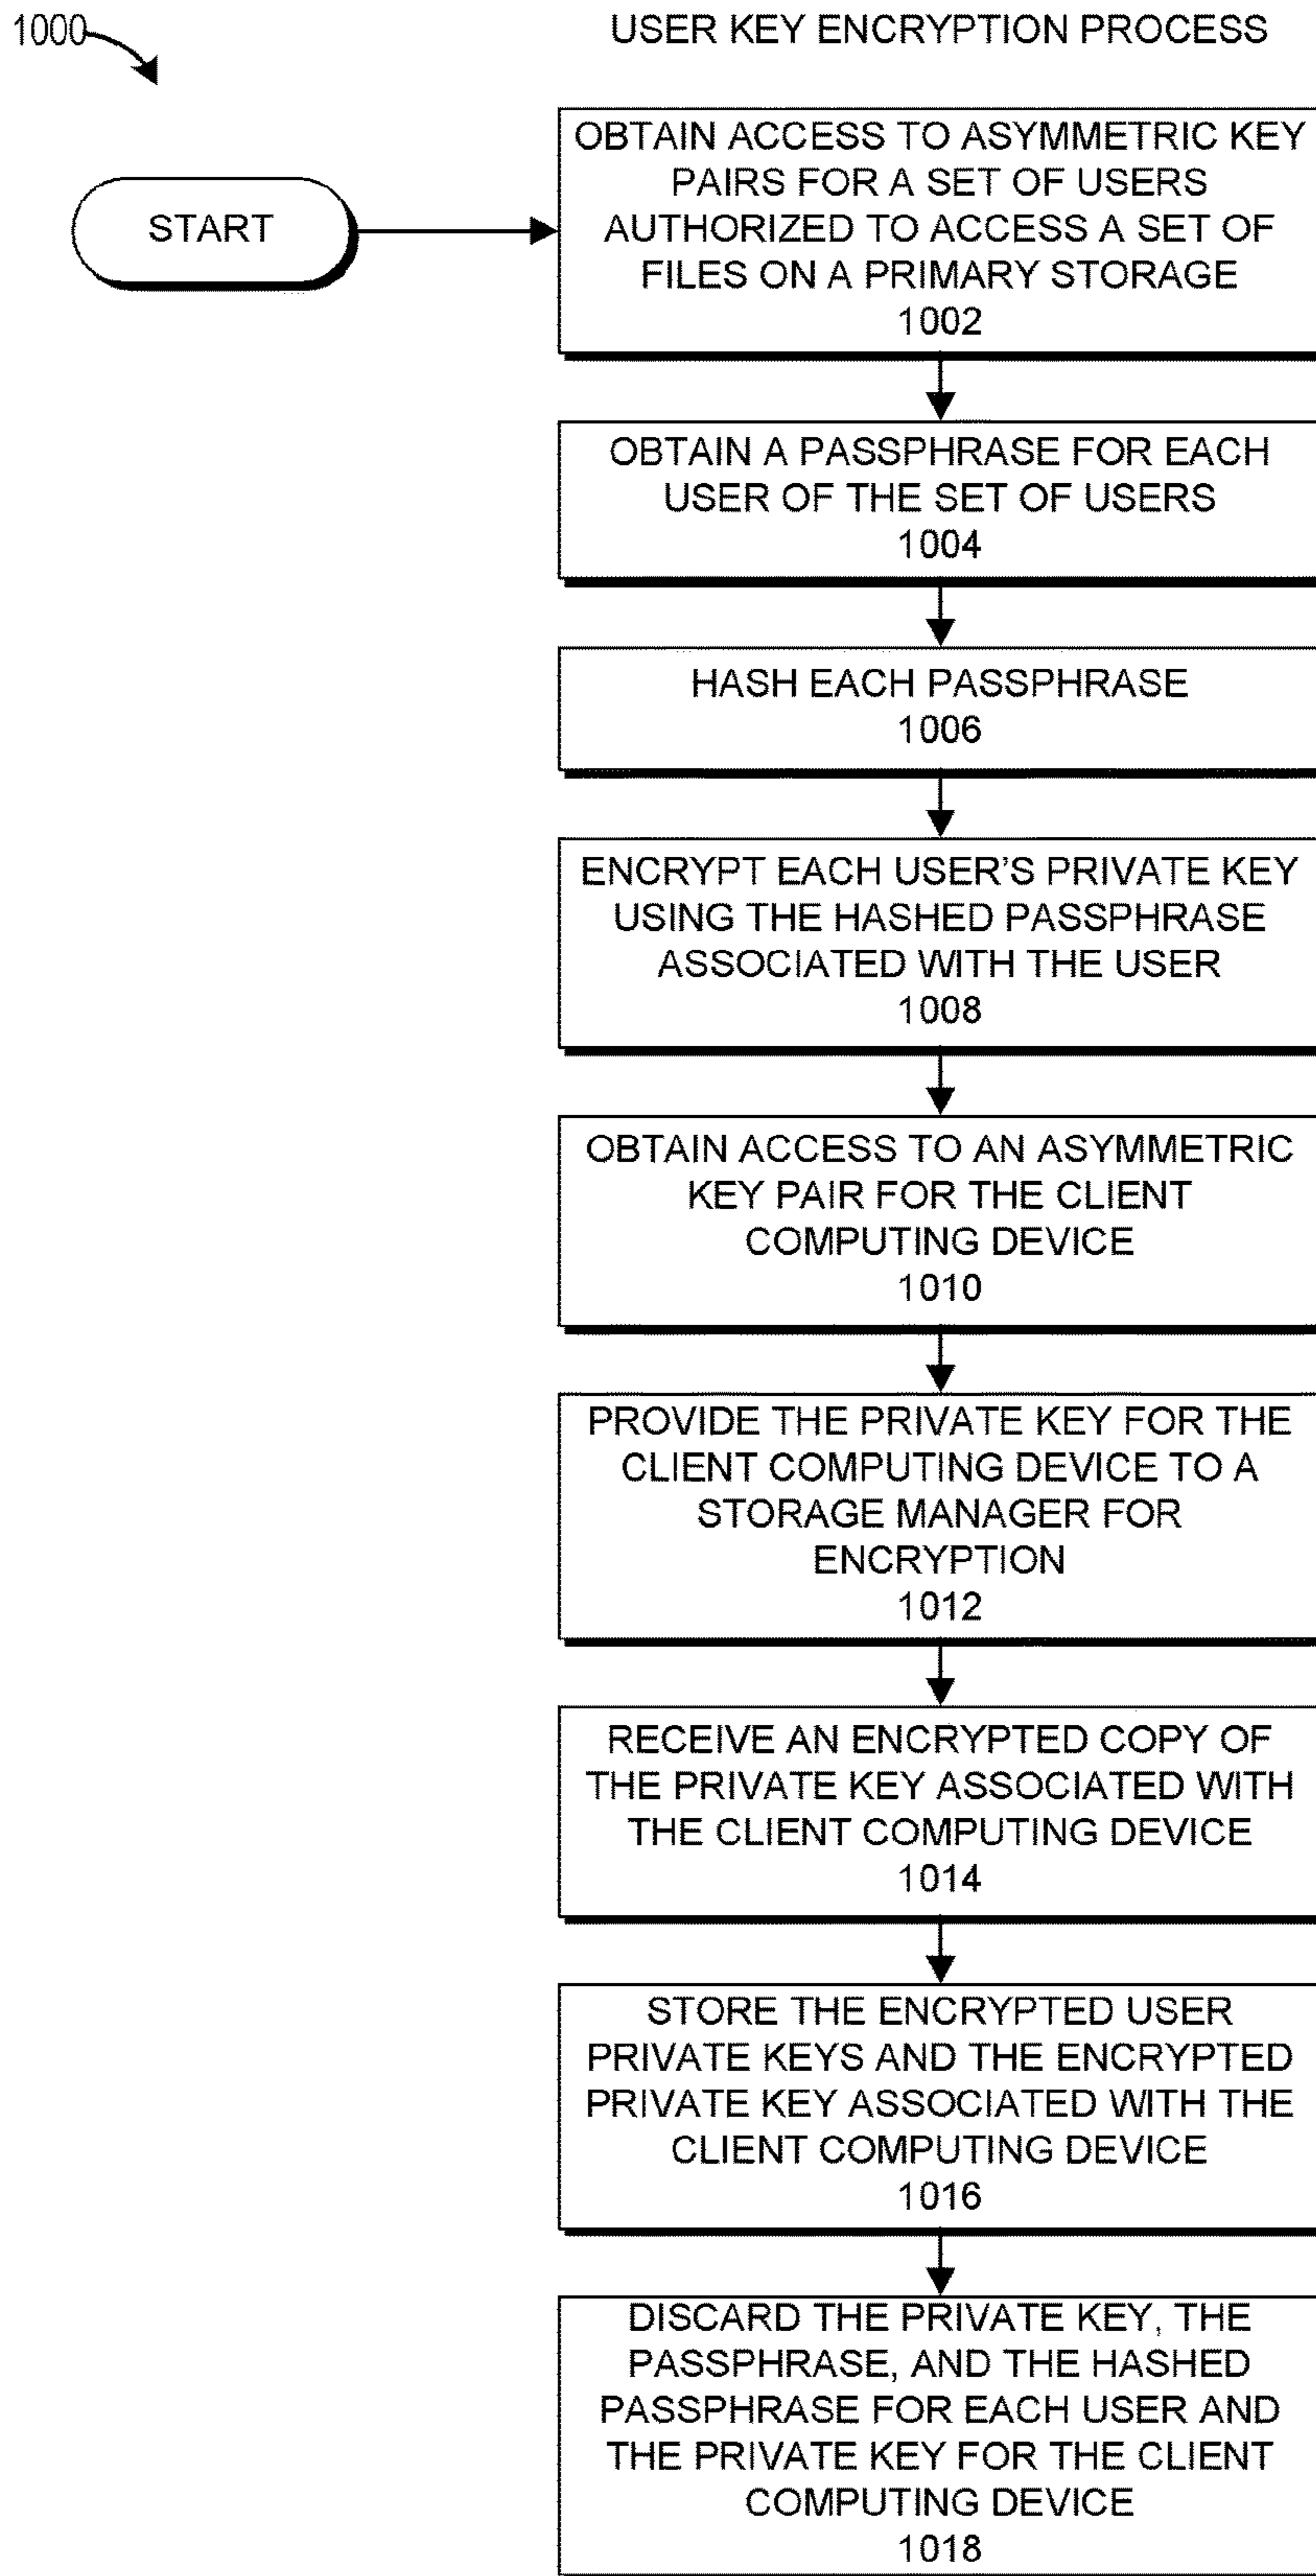 1000
USER KEY ENCRYPTION PROCESS
START
OBTAIN ACCESS TO ASYMMETRIC KEY
PAIRS FOR A SET OF USERS
AUTHORIZED TO ACCESS A SET OF
FILES ON A PRIMARY STORAGE
1002
OBTAIN A PASSPHRASE FOR EACH
USER OF THE SET OF USERS
1004
HASH EACH PASSPHRASE
1006
ENCRYPT EACH USER'S PRIVATE KEY
USING THE HASHED PASSPHRASE
ASSOCIATED WITH THE USER
1008
OBTAIN ACCESS TO AN ASYMMETRIC
KEY PAIR FOR THE CLIENT
COMPUTING DEVICE
1010
PROVIDE THE PRIVATE KEY FOR THE
CLIENT COMPUTING DEVICE TO A
STORAGE MANAGER FOR
ENCRYPTION
1012
RECEIVE AN ENCRYPTED COPY OF
THE PRIVATE KEY ASSOCIATED WITH
THE CLIENT COMPUTING DEVICE
1014
STORE THE ENCRYPTED USER
PRIVATE KEYS AND THE ENCRYPTED
PRIVATE KEY ASSOCIATED WITH THE
CLIENT COMPUTING DEVICE
1016
DISCARD THE PRIVATE KEY, THE
PASSPHRASE, AND THE HASHED
PASSPHRASE FOR EACH USER AND
THE PRIVATE KEY FOR THE CLIENT
COMPUTING DEVICE
1018